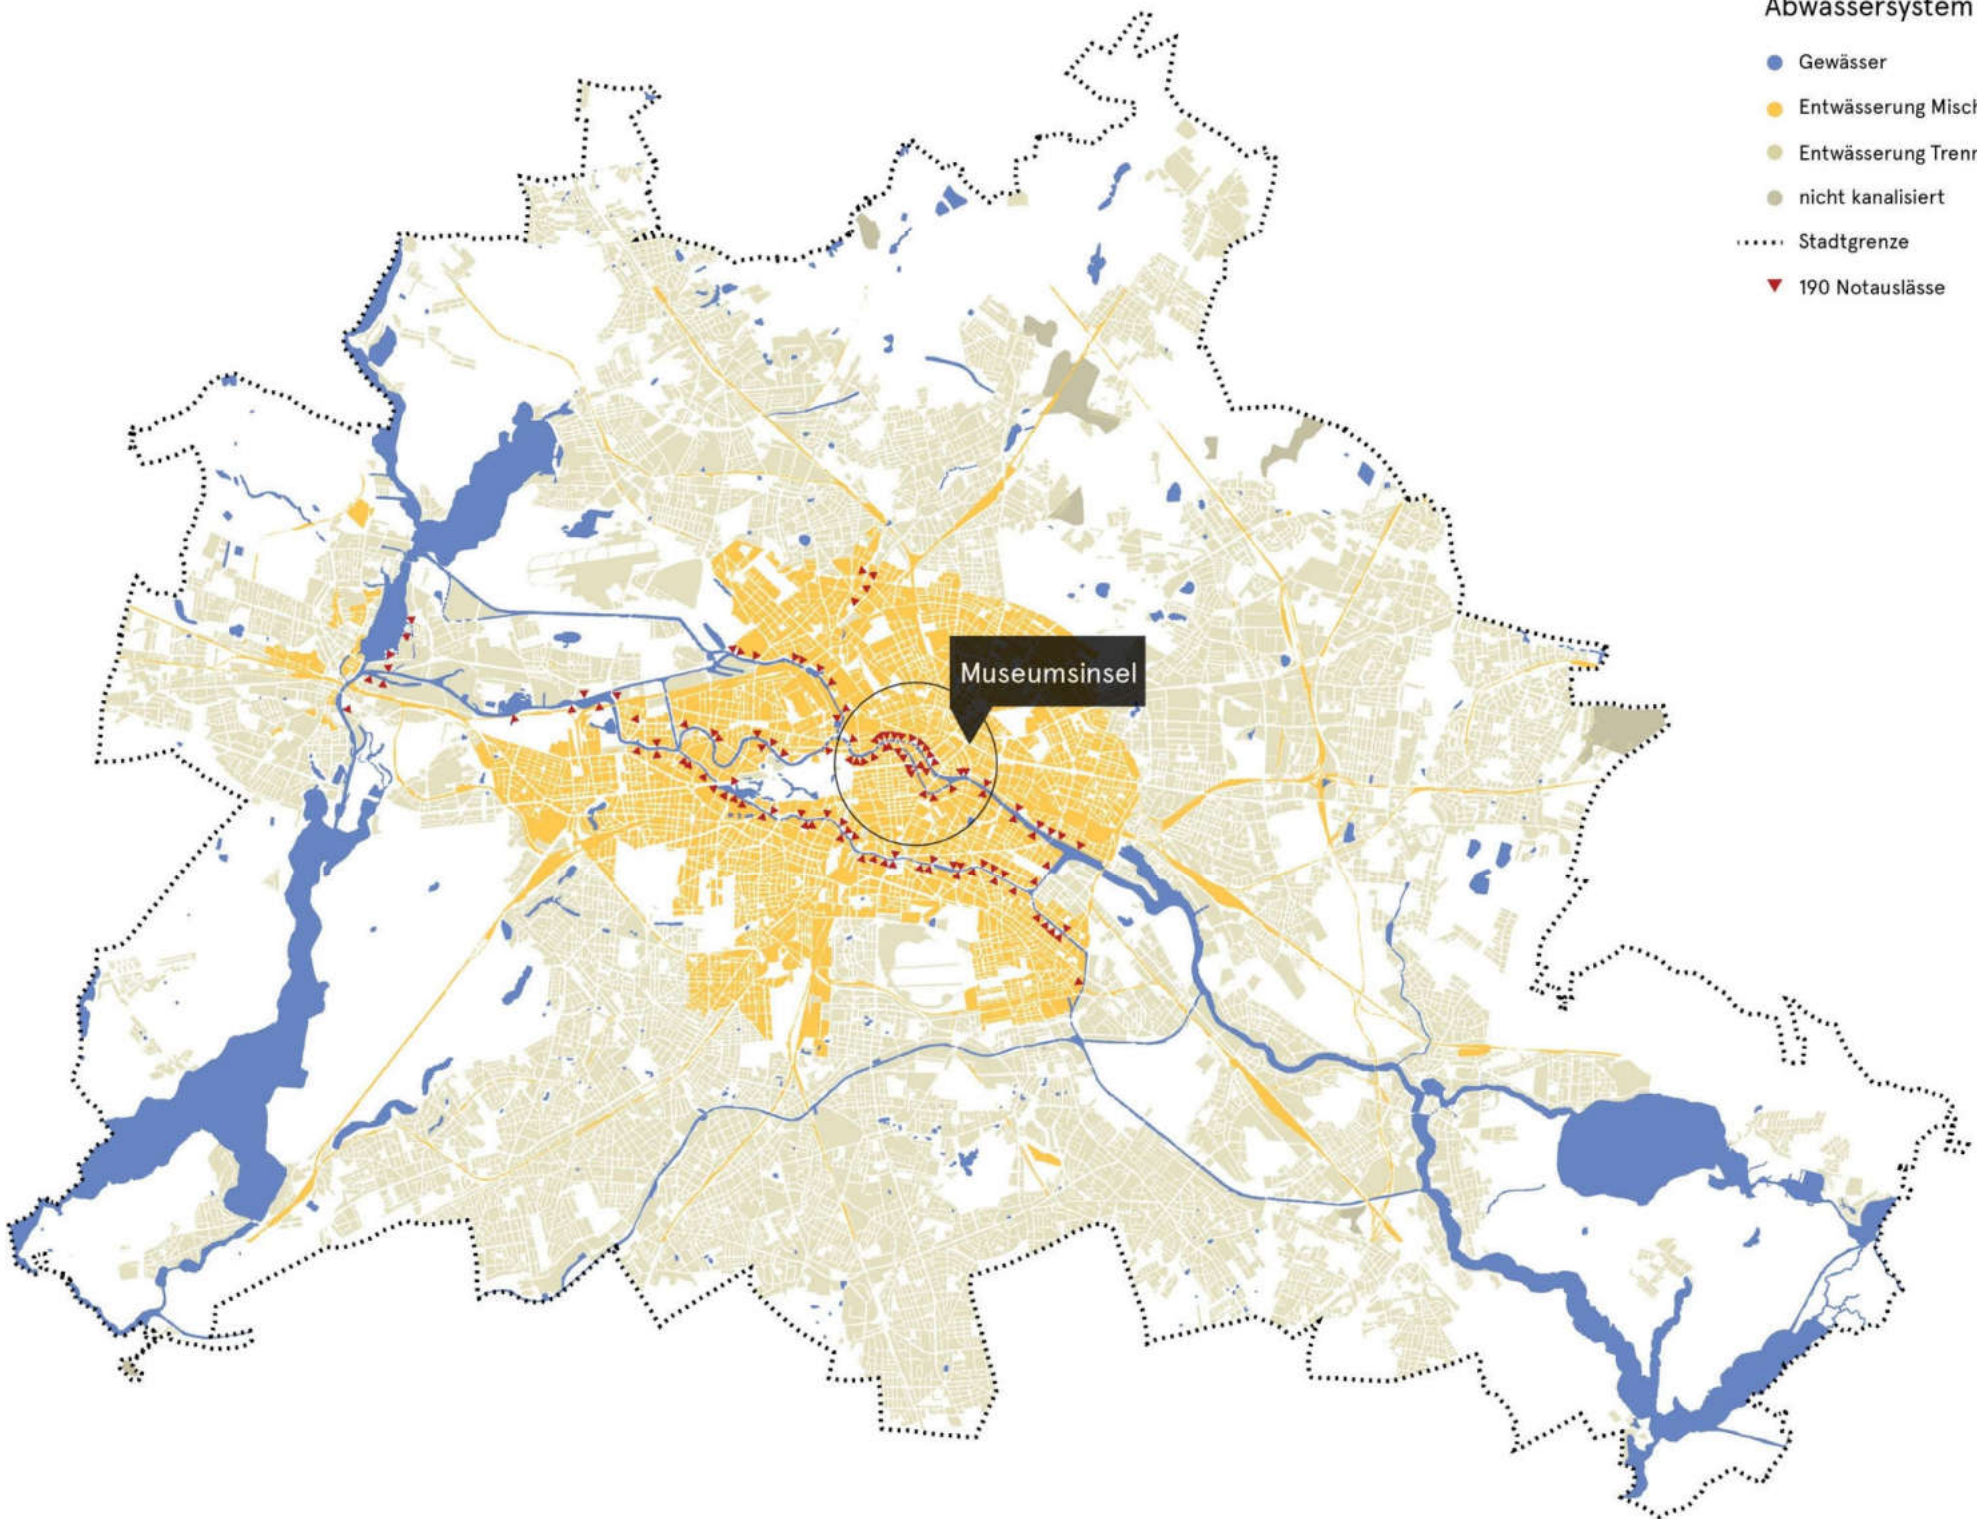 Abwassersystem
Gewässer
Entwässerung Misch
Entwässerung Trenn
nicht kanalisiert
Stadtgrenze
190 Notauslässe
Museumsinsel